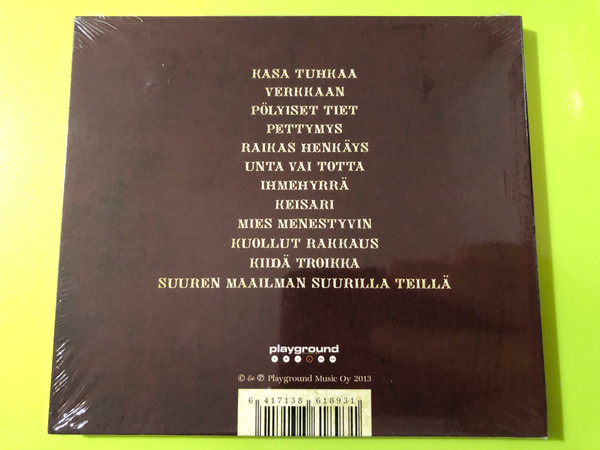 KASA TUHKAA
VERKKAAN
PÖLYISET TIET
PETTYMYS
RAIKAS HENKÄYS
UNTA VAI TOTTA
IHMEHYRRÄ
KEISARI
MIES MENESTYVIN
KUOLLUT RAKKAUS
KIIDÄ TROIKKA
SUUREN MAAILMAN SUURILLA TEILLÄ
playground
© & ℗ Playground Music Oy 2013
6 417138 618931